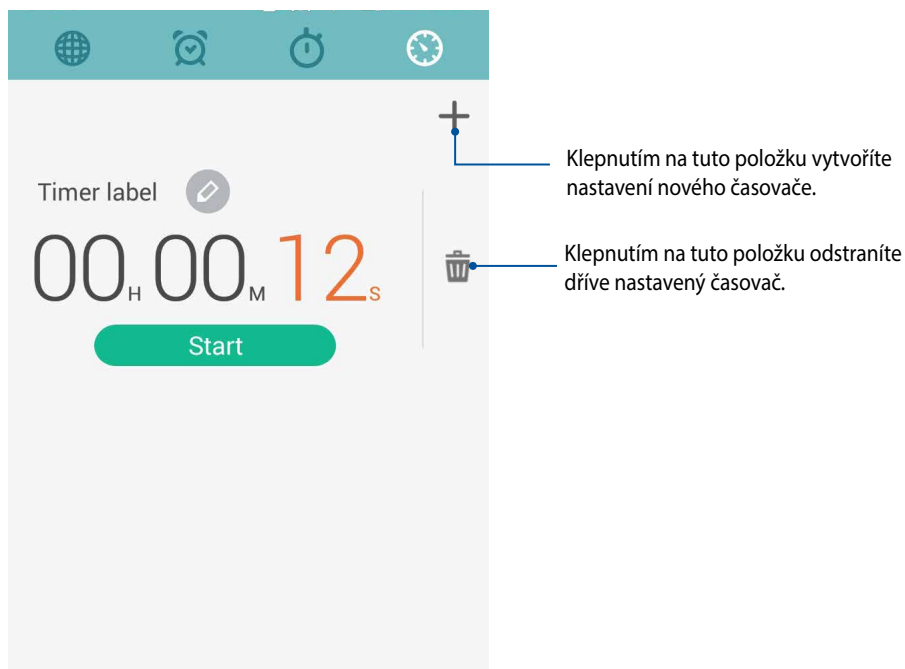 Klepnutím na tuto položku vytvoříte
nastavení nového časovače.
Timer label
00H 00M 12S
Klepnutím na tuto položku odstraníte
dříve nastavený časovač.
Start